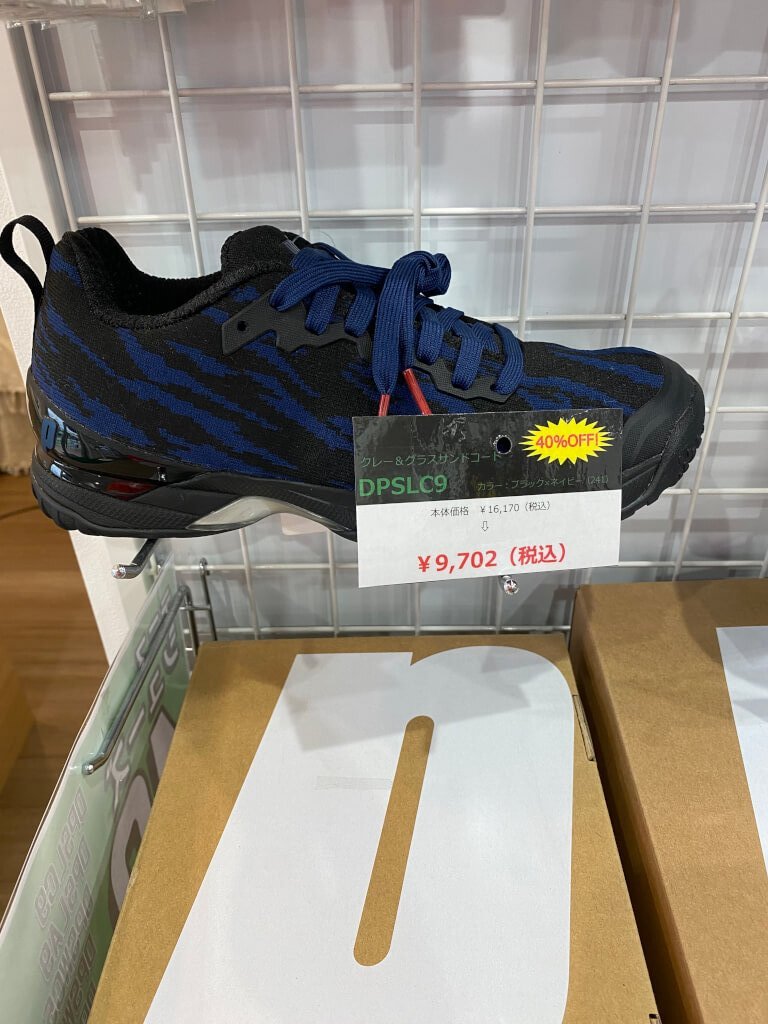 40%OFF!
クレー＆グラスサンドコート
DPSLC9 カラー：ブラック×ネイビー（241）
本体価格 ￥16,170（税込）
⇩
￥9,702（税込）